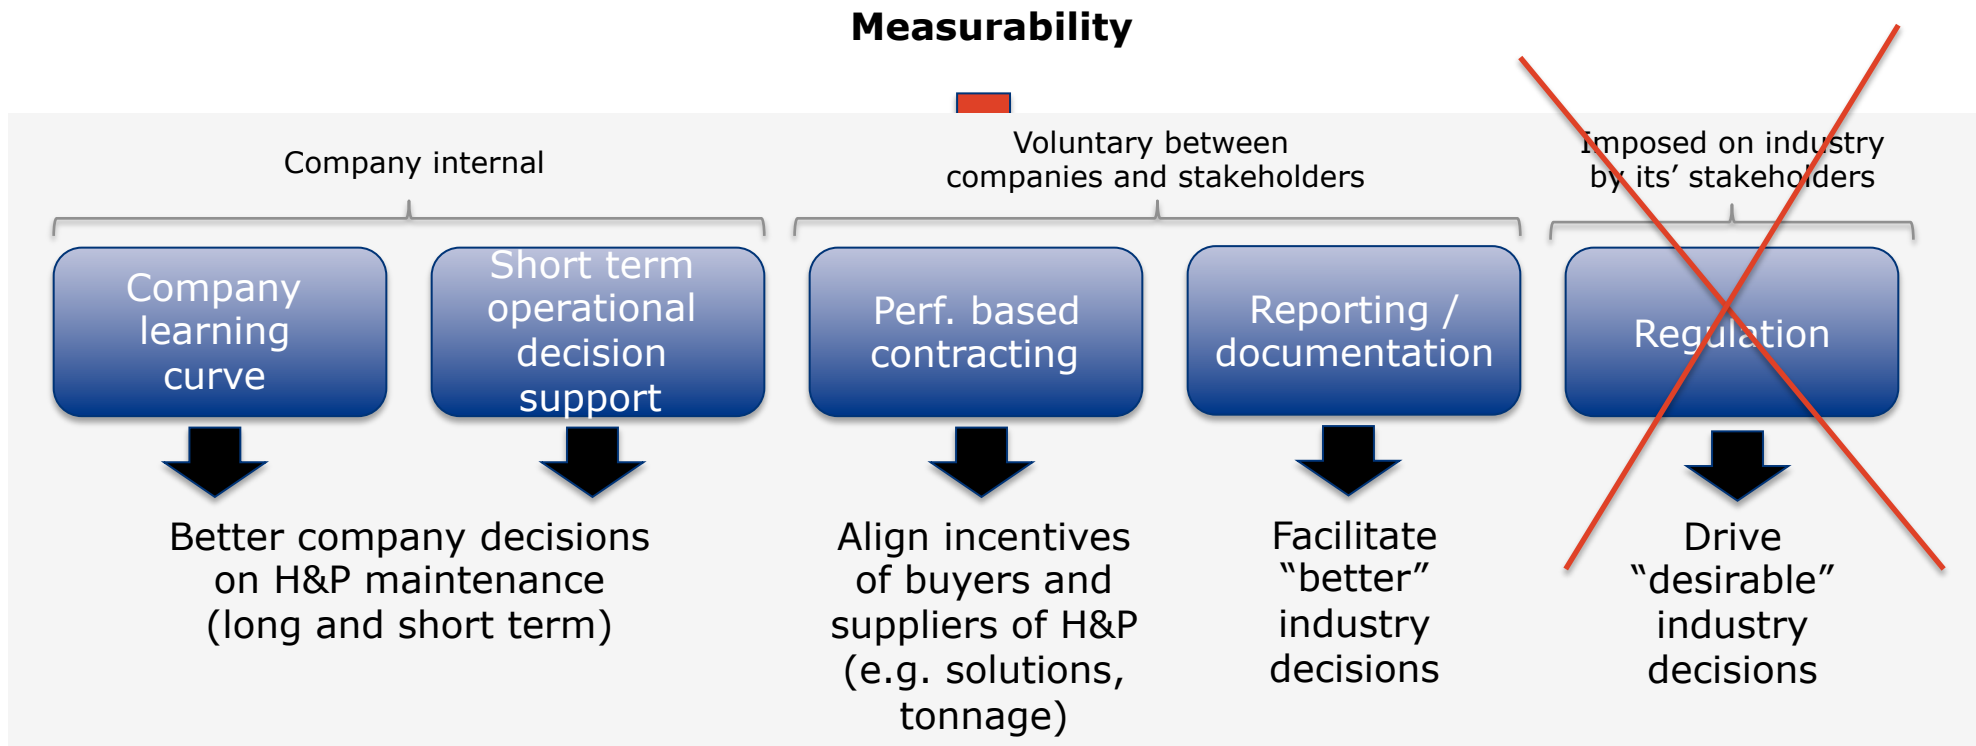 Measurability
Company internal
Voluntary between
companies and stakeholders
Imposed on industry
by its’ stakeholders
Company
learning
curve
Short term
operational
decision
support
Perf. based
contracting
Reporting /
documentation
Regulation
Better company decisions
on H&P maintenance
(long and short term)
Align incentives
of buyers and
suppliers of H&P
(e.g. solutions,
tonnage)
Facilitate
“better”
industry
decisions
Drive
“desirable”
industry
decisions